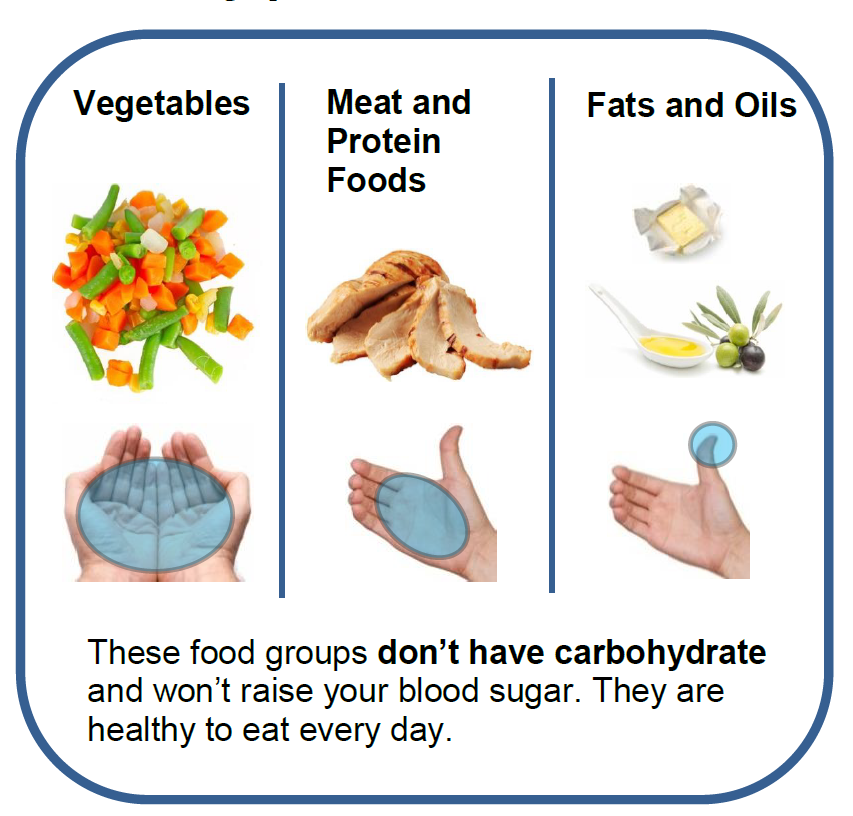 Vegetables
Meat and
Protein
Foods
Fats and Oils
These food groups don’t have carbohydrate
and won’t raise your blood sugar. They are
healthy to eat every day.